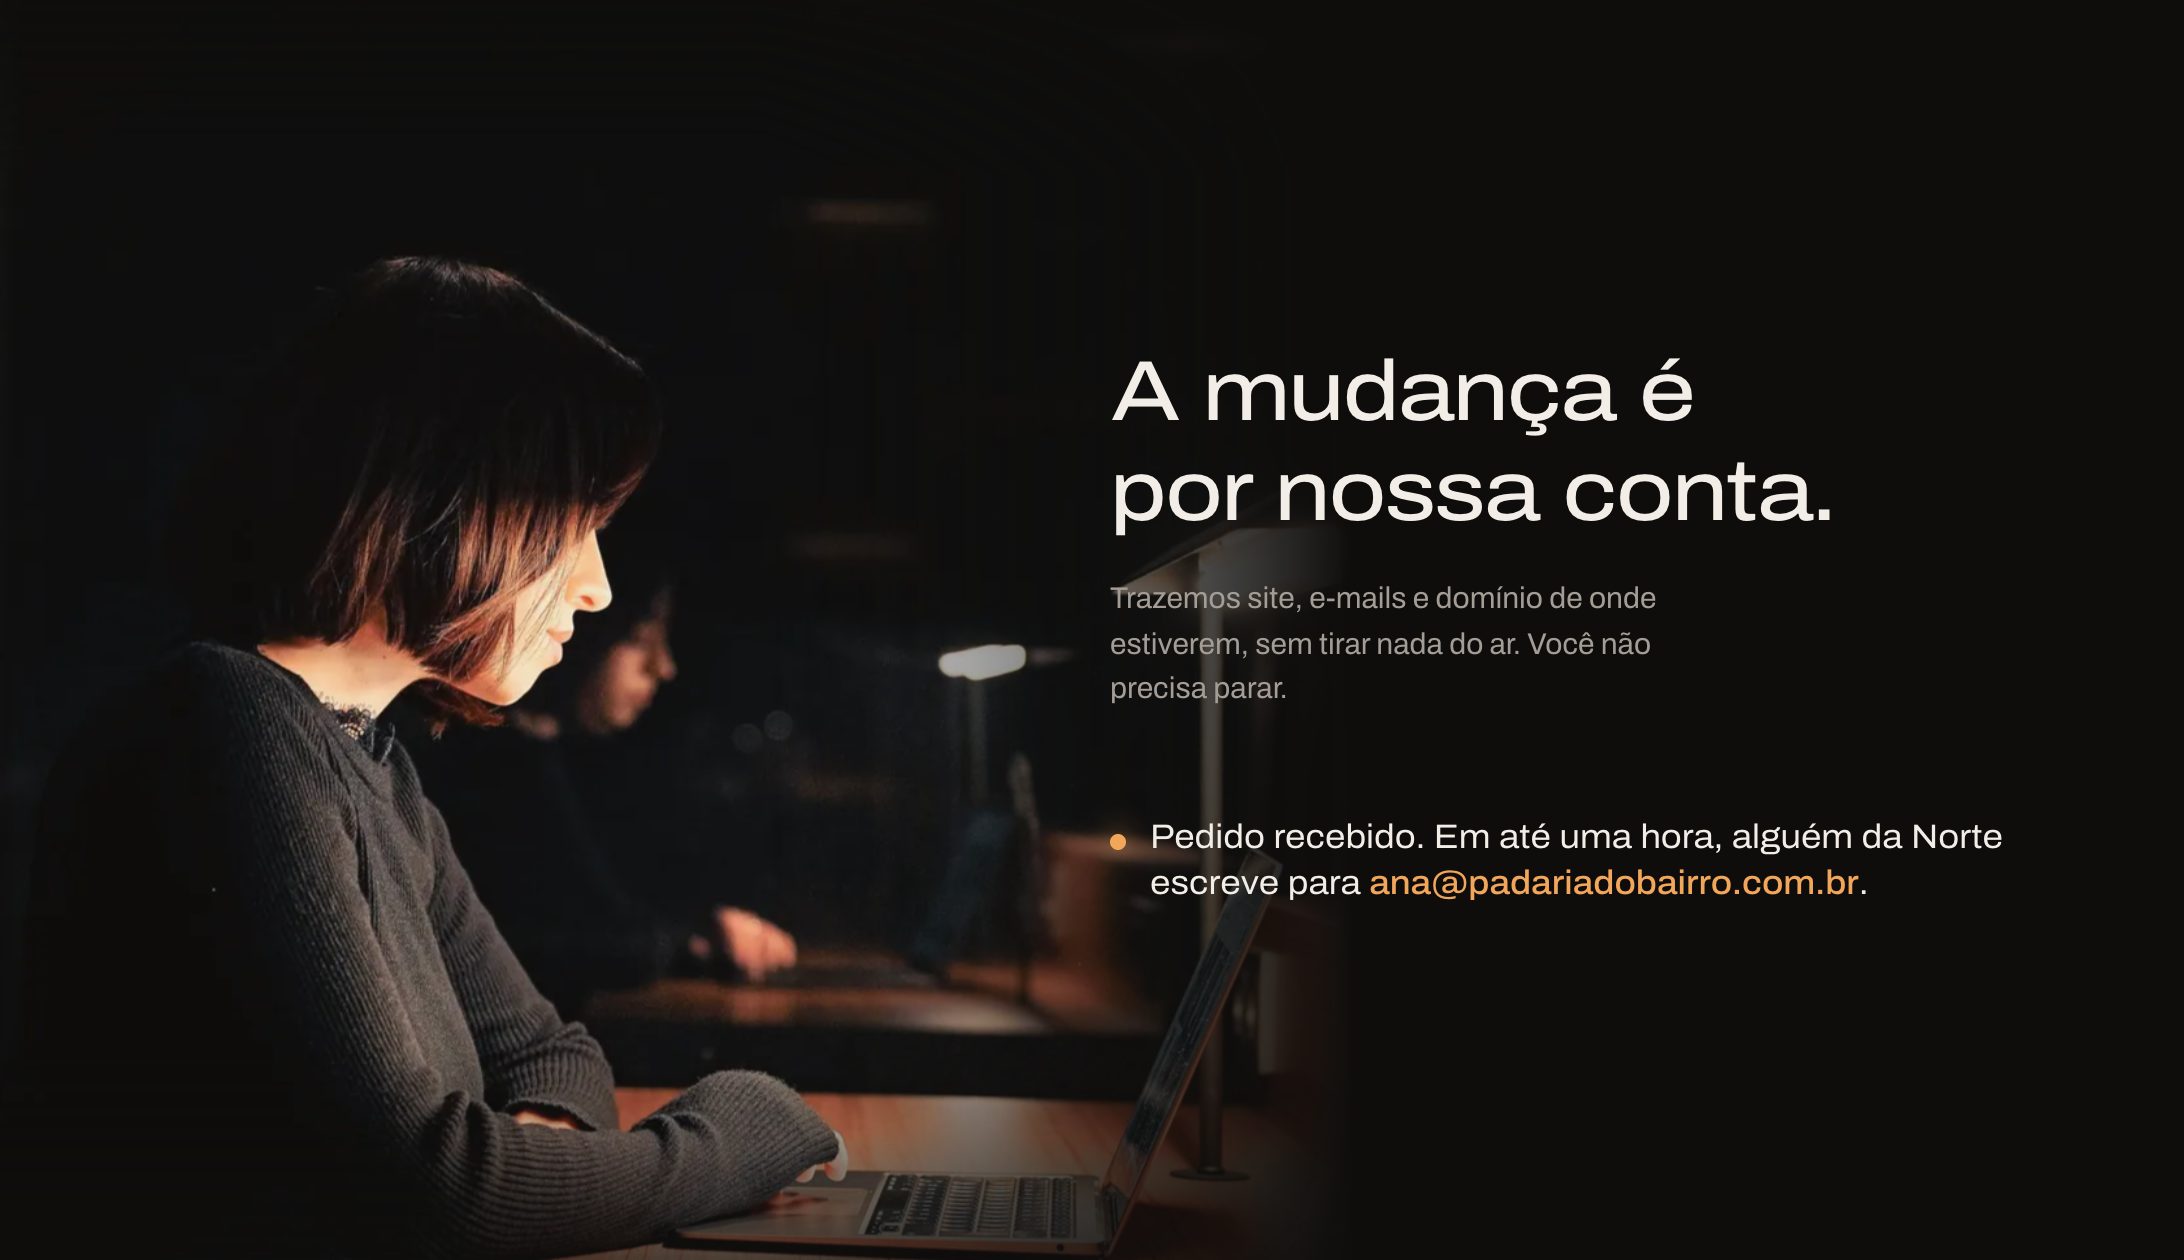 A mudança é
por nossa conta.
Trazemos site, e-mails e domínio de onde
estiverem, sem tirar nada do ar. Você não
precisa parar.
Pedido recebido. Em até uma hora, alguém da Norte
escreve para ana@padariadobairro.com.br.